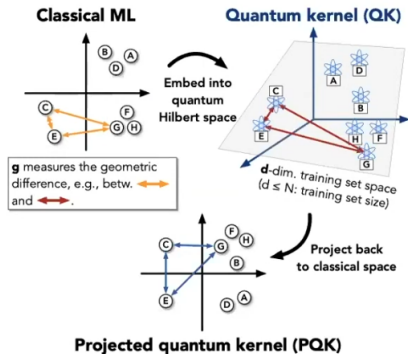 Classical ML
Quantum kernel (QK)
B
A
D
C
F
G
H
E
Embed into
quantum
Hilbert space
D
A
C
B
E
H
F
G
g measures the geometric
difference, e.g., betw.
and .
d-dim. training set space
(d ≤ N: training set size)
C
F
G
H
B
E
D
A
Project back
to classical space
Projected quantum kernel (PQK)